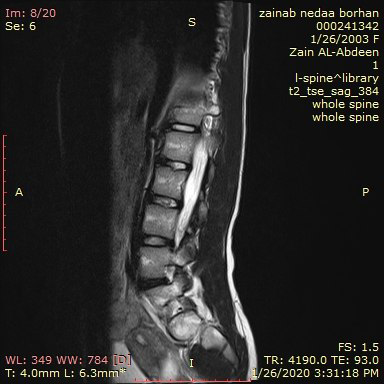 Im: 8/20
Se: 6
S
zainab nedaa borhan
000241342
1/26/2003 F
Zain AL-Abdeen
1
l-spine^library
t2_tse_sag_384
whole spine
whole spine
A
P
WL: 349 WW: 784 [D]
T: 4.0mm L: 6.3mm*
I
FS: 1.5
TR: 4190.0 TE: 93.0
1/26/2020 3:31:18 PM